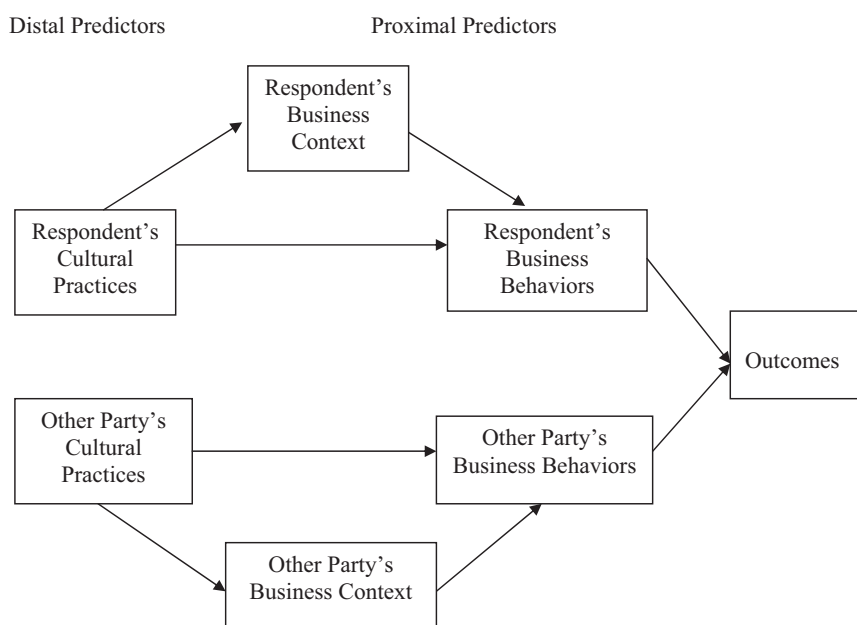 Distal Predictors
Proximal Predictors
Respondent’s
Business
Context
Respondent’s
Cultural
Practices
Respondent’s
Business
Behaviors
Outcomes
Other Party’s
Cultural
Practices
Other Party’s
Business Behaviors
Other Party’s
Business Context